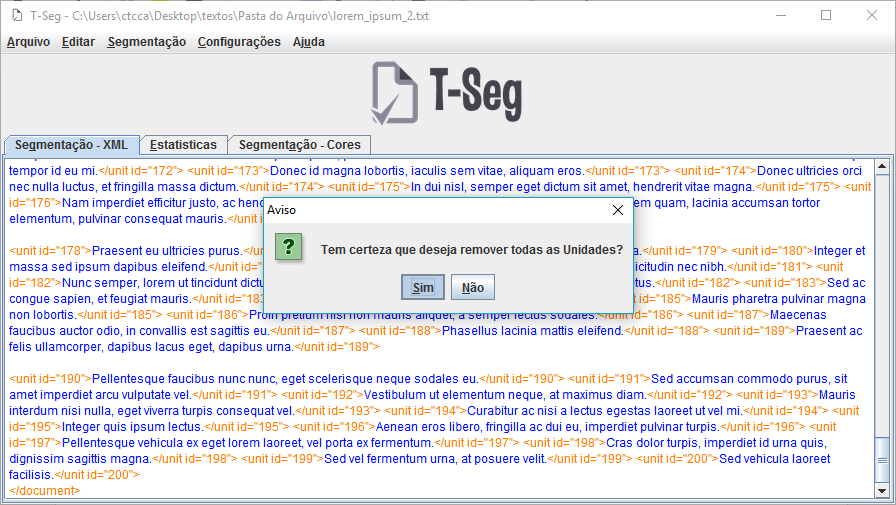 T-Seg - C:\Users\ctcca\Desktop\textos\Pasta do Arquivo\lorem_ipsum_2.txt
Arquivo Editar Segmentação Configurações Ajuda
T-Seg
Segmentação - XML Estatisticas Segmentação - Cores
tempor id eu mi.</unit id="172"> <unit id="173">Donec id magna lobortis, iaculis sem vitae, aliquam eros.</unit id="173"> <unit id="174">Donec ultricies orci
nec nulla luctus, et fringilla massa dictum.</unit id="174"> <unit id="175">In dui nisl, semper eget dictum sit amet, hendrerit vitae magna.</unit id="175"> <unit
id="176">Nam imperdiet efficitur justo, ac hend em quam, lacinia accumsan tortor
elementum, pulvinar consequat mauris.</unit
<unit id="178">Praesent eu ultricies purus.</unit a.</unit id="179"> <unit id="180">Integer et
massa sed ipsum dapibus eleifend.</unit icitudin nec nibh.</unit id="181"> <unit
id="182">Nunc semper, lorem ut tincidunt dictu tus.</unit id="182"> <unit id="183">Sed ac
congue sapien, et feugiat mauris.</unit id="185">Mauris pharetra pulvinar magna
non lobortis.</unit id="185"> <unit id="186">Proin pretium nisi non mauris aliquet, a semper lectus sodales.</unit id="186"> <unit id="187">Maecenas
faucibus auctor odio, in convallis est sagittis eu.</unit id="187"> <unit id="188">Phasellus lacinia mattis eleifend.</unit id="188"> <unit id="189">Praesent ac
felis ullamcorper, dapibus lacus eget, dapibus urna.</unit id="189">
<unit id="190">Pellentesque faucibus nunc nunc, eget scelerisque neque sodales eu.</unit id="190"> <unit id="191">Sed accumsan commodo purus, sit
amet imperdiet arcu vulputate vel.</unit id="191"> <unit id="192">Vestibulum ut elementum neque, at maximus diam.</unit id="192"> <unit id="193">Mauris
interdum nisi nulla, eget viverra turpis consequat vel.</unit id="193"> <unit id="194">Curabitur ac nisi a lectus egestas laoreet ut vel mi.</unit id="194"> <unit
id="195">Integer quis ipsum lectus.</unit id="195"> <unit id="196">Aenean eros libero, fringilla ac dui eu, imperdiet pulvinar turpis.</unit id="196"> <unit
id="197">Pellentesque vehicula ex eget lorem laoreet, vel porta ex fermentum.</unit id="197"> <unit id="198">Cras dolor turpis, imperdiet id urna quis,
dignissim sagittis magna.</unit id="198"> <unit id="199">Sed vel fermentum urna, at posuere velit.</unit id="199"> <unit id="200">Sed vehicula laoreet
facilisis.</unit id="200">
</document>
Aviso
Tem certeza que deseja remover todas as Unidades?
Sim Não